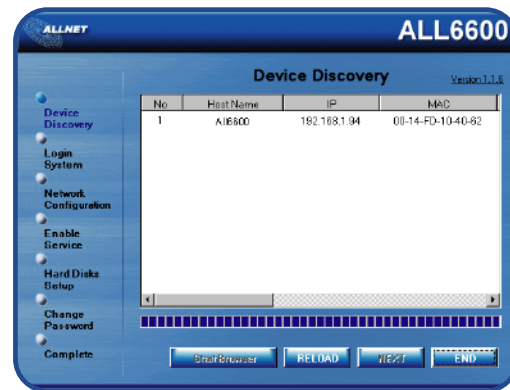 ALLNET
ALL6600
Device Discovery
Version 1.1.6
Device
Discovery
Login
System
Network
Configuration
Enable
Service
Hard Disks
Setup
Change
Password
Complete
No Host Name IP MAC
1 All6600 192.168.1.94 00-14-FD-10-40-62
Start Browser RELOAD NEXT END